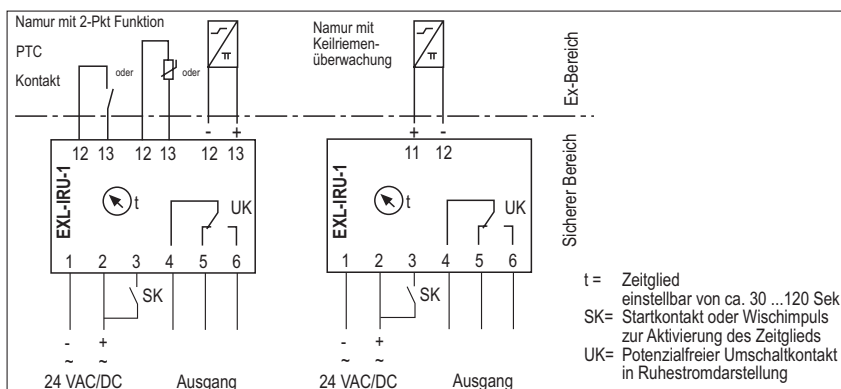 Namur mit 2-Pkt Funktion
PTC
Kontakt
oder
oder
- +
12 13 12 13 12 13
EXL-IRU-1
t
UK
1 2 3 4 5 6
SK
- +
~ ~
24 VAC/DC Ausgang
Namur mit
Keilriemen-
überwachung
+ -
11 12
EXL-IRU-1
t
UK
1 2 3 4 5 6
SK
- +
~ ~
24 VAC/DC Ausgang
Ex-Bereich
Sicherer Bereich
t = Zeitglied
einstellbar von ca. 30 ...120 Sek
SK= Startkontakt oder Wischimpuls
zur Aktivierung des Zeitglieds
UK= Potenzialfreier Umschaltkontakt
in Ruhestromdarstellung